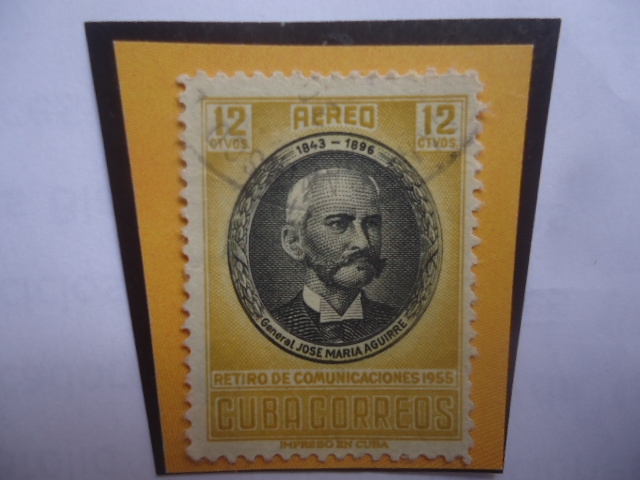 12 AEREO 12
CTVOS. CTVOS.
1843 - 1896
General JOSE MARIA AGUIRRE
RETIRO DE COMUNICACIONES 1955
CUBA CORREOS
IMPRESO EN CUBA